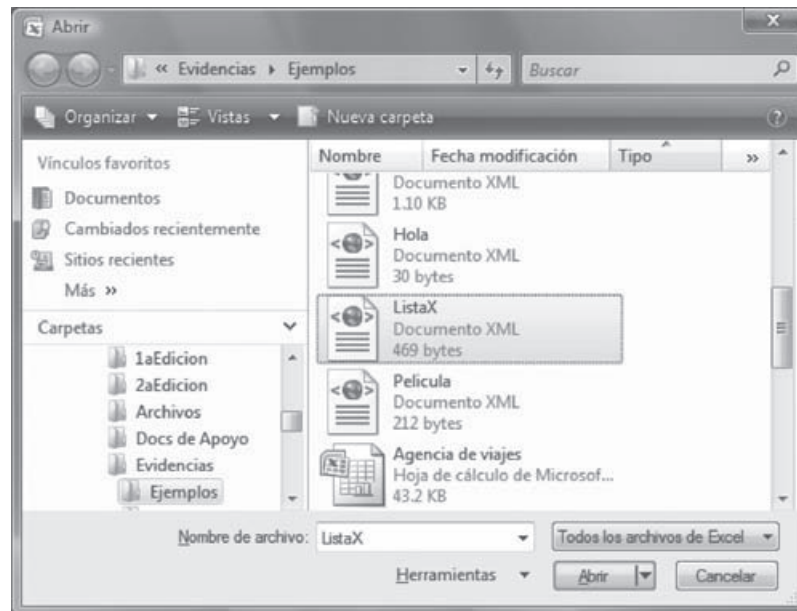 Abrir
« Evidencias Ejemplos
Buscar
Organizar Vistas Nueva carpeta
Vínculos favoritos
Documentos
Cambiados recientemente
Sitios recientes
Más »
Carpetas
1aEdicion
2aEdicion
Archivos
Docs de Apoyo
Evidencias
Ejemplos
Nombre Fecha modificación Tipo »
Documento XML
1.10 KB
Hola
Documento XML
30 bytes
ListaX
Documento XML
469 bytes
Pelicula
Documento XML
212 bytes
Agencia de viajes
Hoja de cálculo de Microsof...
43.2 KB
Nombre de archivo: ListaX Todos los archivos de Excel
Herramientas Abrir Cancelar